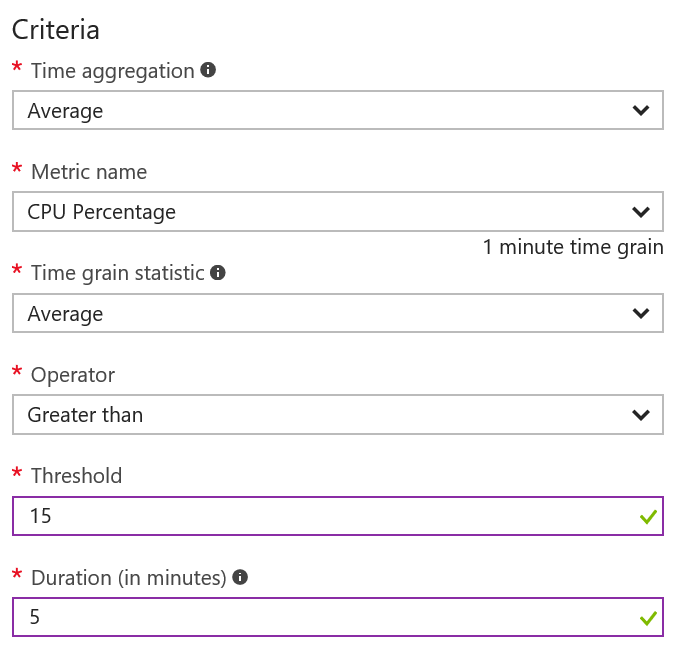 Criteria
* Time aggregation
Average
* Metric name
CPU Percentage
1 minute time grain
* Time grain statistic
Average
* Operator
Greater than
* Threshold
15
* Duration (in minutes)
5